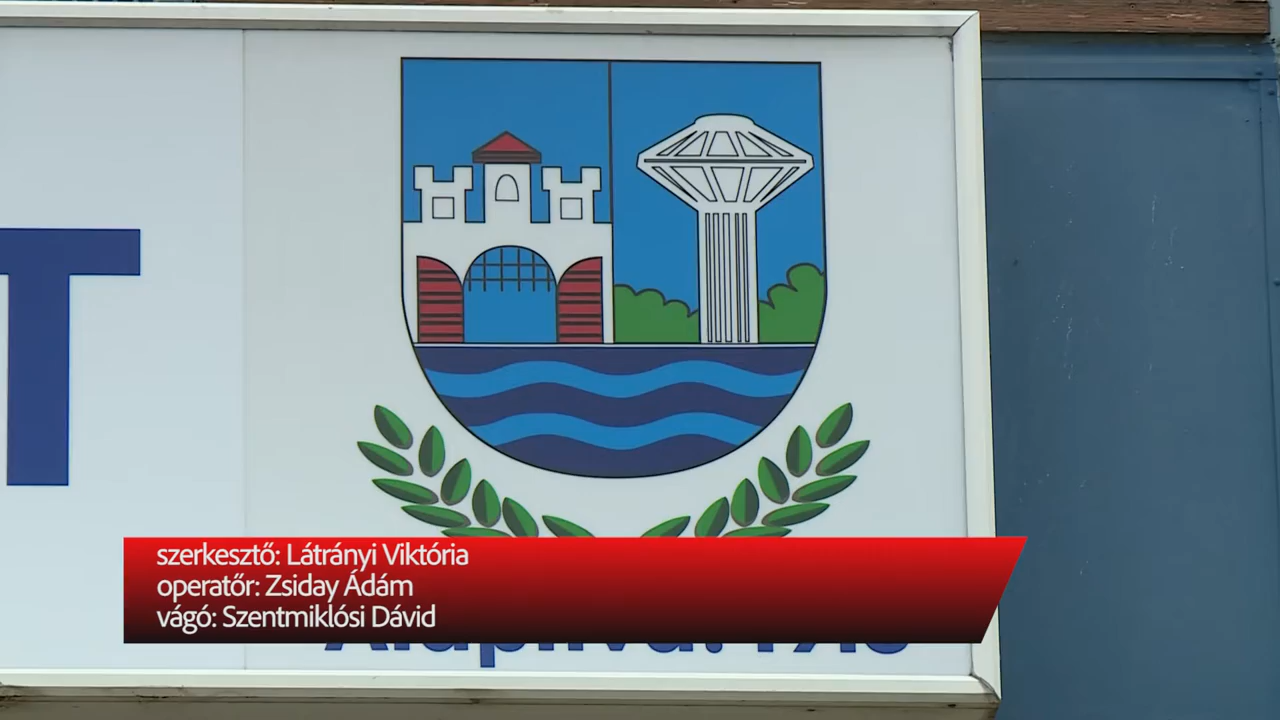 T
szerkesztő: Látrányi Viktória
operatőr: Zsiday Ádám
vágó: Szentmiklósi Dávid